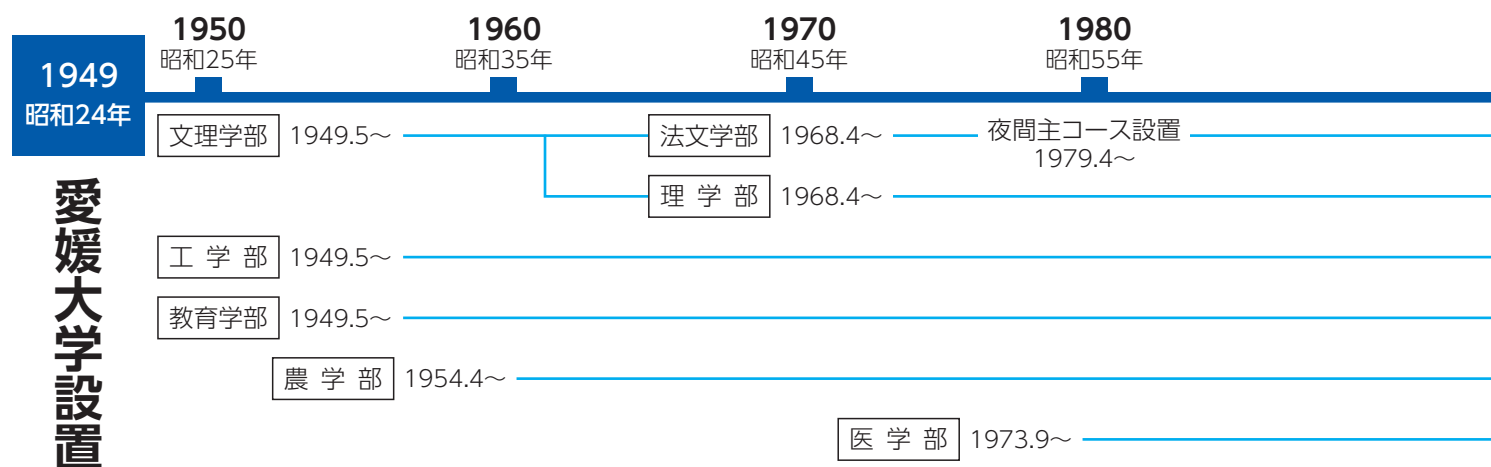 1949
昭和24年
愛媛大学設置
1950
昭和25年
1960
昭和35年
1970
昭和45年
1980
昭和55年
文理学部 1949.5～
法文学部 1968.4～
夜間主コース設置
1979.4～
理学部 1968.4～
工学部 1949.5～
教育学部 1949.5～
農学部 1954.4～
医学部 1973.9～